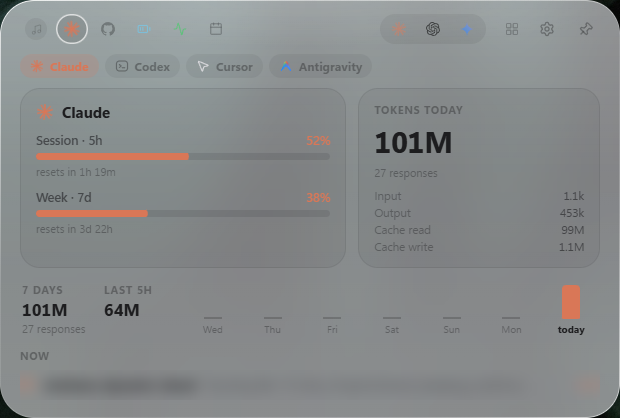 Claude Codex Cursor Antigravity
Claude
Session · 5h 52%
resets in 1h 19m
Week · 7d 38%
resets in 3d 22h
TOKENS TODAY
101M
27 responses
Input 1.1k
Output 453k
Cache read 99M
Cache write 1.1M
7 DAYS LAST 5H
101M 64M
27 responses
Wed Thu Fri Sat Sun Mon today
NOW